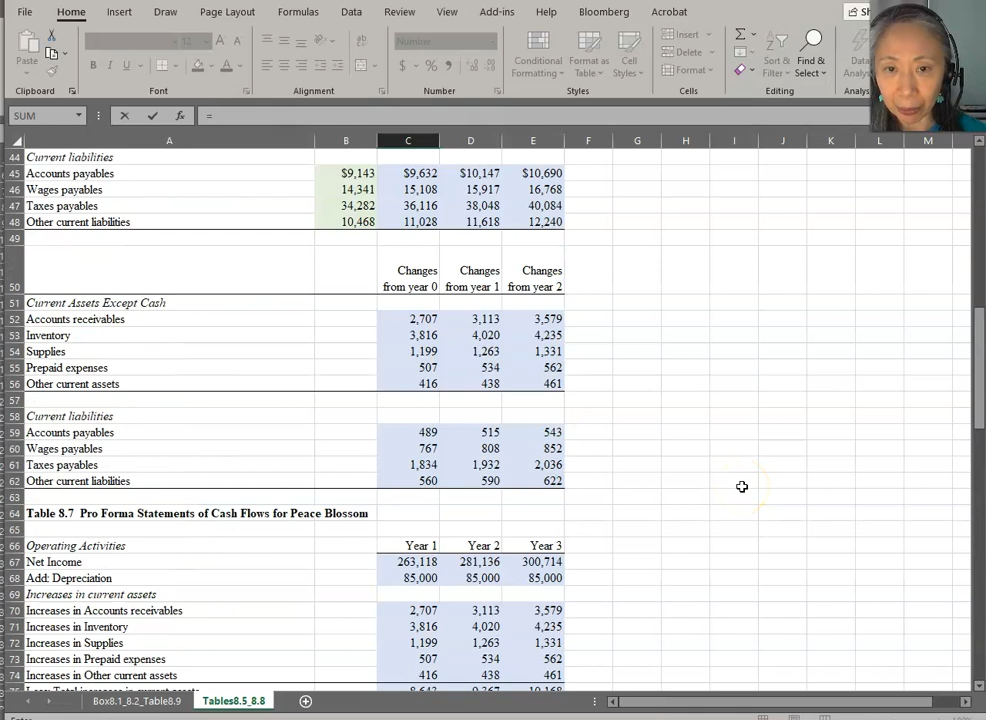 File Home Insert Draw Page Layout Formulas Data Review View Add-ins Help Bloomberg Acrobat Sh
Paste 12 A A ab Number Insert Σ
B I U A $ % 9 .00 Conditional Format as Cell Delete Sort & Find & Data
Formatting Table Styles Format Filter Select Analys
Clipboard Font Alignment Number Styles Cells Editing Analys
SUM fx =
A B C D E F G H I J K L M
44 Current liabilities
45 Accounts payables $9,143 $9,632 $10,147 $10,690
46 Wages payables 14,341 15,108 15,917 16,768
47 Taxes payables 34,282 36,116 38,048 40,084
48 Other current liabilities 10,468 11,028 11,618 12,240
49
Changes Changes Changes
50 from year 0 from year 1 from year 2
51 Current Assets Except Cash
52 Accounts receivables 2,707 3,113 3,579
53 Inventory 3,816 4,020 4,235
54 Supplies 1,199 1,263 1,331
55 Prepaid expenses 507 534 562
56 Other current assets 416 438 461
57
58 Current liabilities
59 Accounts payables 489 515 543
60 Wages payables 767 808 852
61 Taxes payables 1,834 1,932 2,036
62 Other current liabilities 560 590 622
63
64 Table 8.7 Pro Forma Statements of Cash Flows for Peace Blossom
65
66 Operating Activities Year 1 Year 2 Year 3
67 Net Income 263,118 281,136 300,714
68 Add: Depreciation 85,000 85,000 85,000
69 Increases in current assets
70 Increases in Accounts receivables 2,707 3,113 3,579
71 Increases in Inventory 3,816 4,020 4,235
72 Increases in Supplies 1,199 1,263 1,331
73 Increases in Prepaid expenses 507 534 562
74 Increases in Other current assets 416 438 461
Box8.1_8.2_Table8.9 Tables8.5_8.8